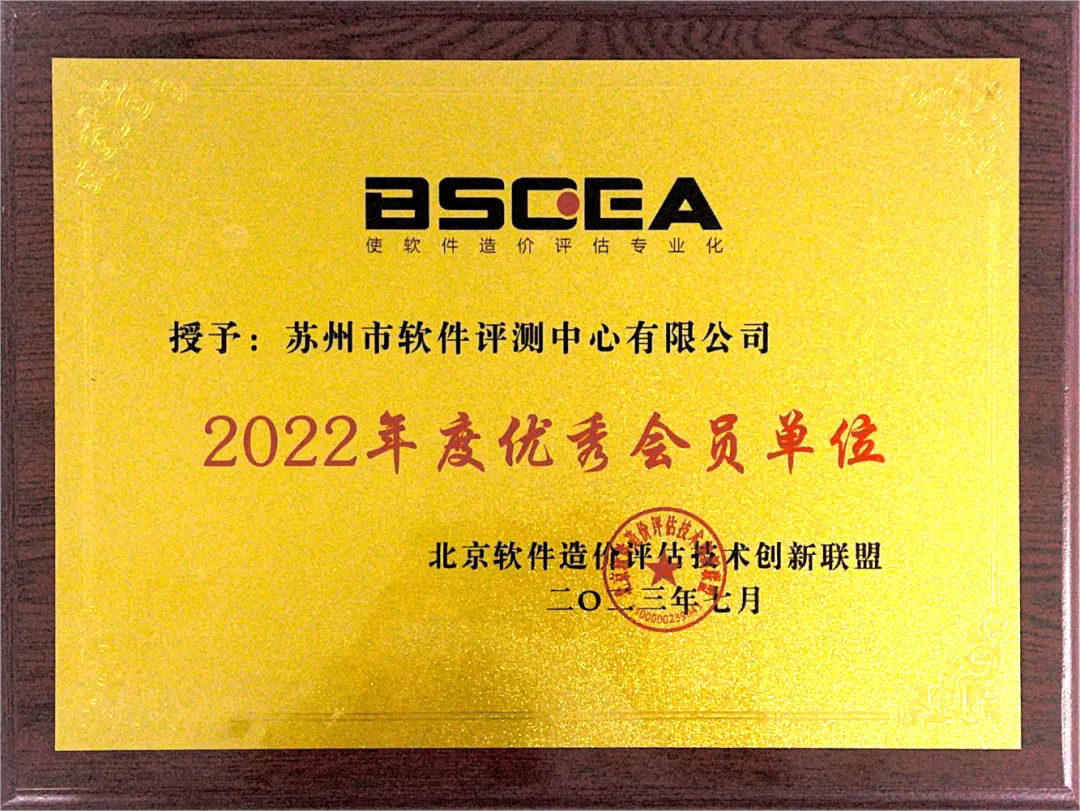 BSCEA
使软件造价评估专业化
授予：苏州市软件评测中心有限公司
2022年度优秀会员单位
北京软件造价评估技术创新联盟
二〇二三年七月